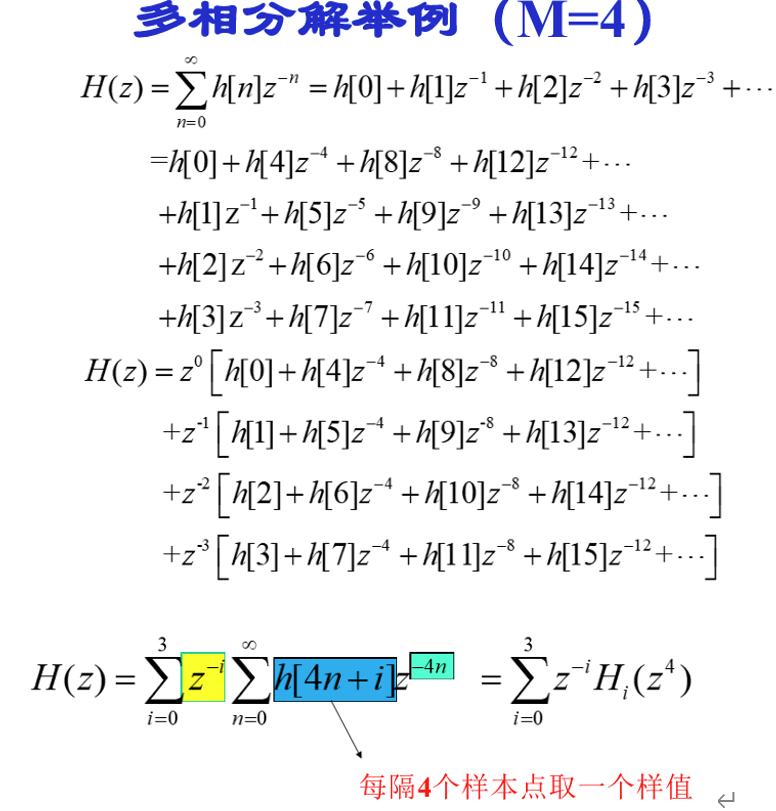 多相分解举例（M=4）
H(z) = ∑_{n=0}^{∞} h[n]z^{-n} = h[0] + h[1]z^{-1} + h[2]z^{-2} + h[3]z^{-3} + ⋯
=h[0] + h[4]z^{-4} + h[8]z^{-8} + h[12]z^{-12} + ⋯
+h[1]z^{-1} + h[5]z^{-5} + h[9]z^{-9} + h[13]z^{-13} + ⋯
+h[2]z^{-2} + h[6]z^{-6} + h[10]z^{-10} + h[14]z^{-14} + ⋯
+h[3]z^{-3} + h[7]z^{-7} + h[11]z^{-11} + h[15]z^{-15} + ⋯
H(z) = z^{0}[h[0] + h[4]z^{-4} + h[8]z^{-8} + h[12]z^{-12} + ⋯]
+z^{-1}[h[1] + h[5]z^{-4} + h[9]z^{-8} + h[13]z^{-12} + ⋯]
+z^{-2}[h[2] + h[6]z^{-4} + h[10]z^{-8} + h[14]z^{-12} + ⋯]
+z^{-3}[h[3] + h[7]z^{-4} + h[11]z^{-8} + h[15]z^{-12} + ⋯]
H(z) = ∑_{i=0}^{3} z^{-i} ∑_{n=0}^{∞} h[4n+i]z^{-4n} = ∑_{i=0}^{3} z^{-i}H_{i}(z^{4})
每隔4个样本点取一个样值